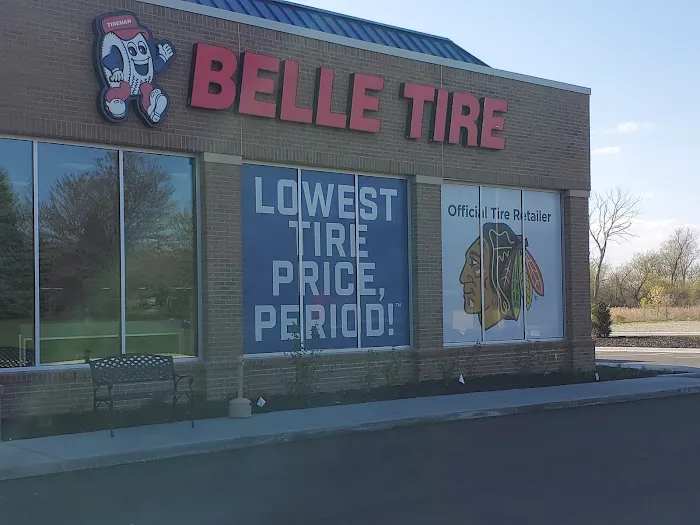 TIREMAN
BELLE TIRE
LOWEST
TIRE
PRICE,
PERIOD!™
Official Tire Retailer